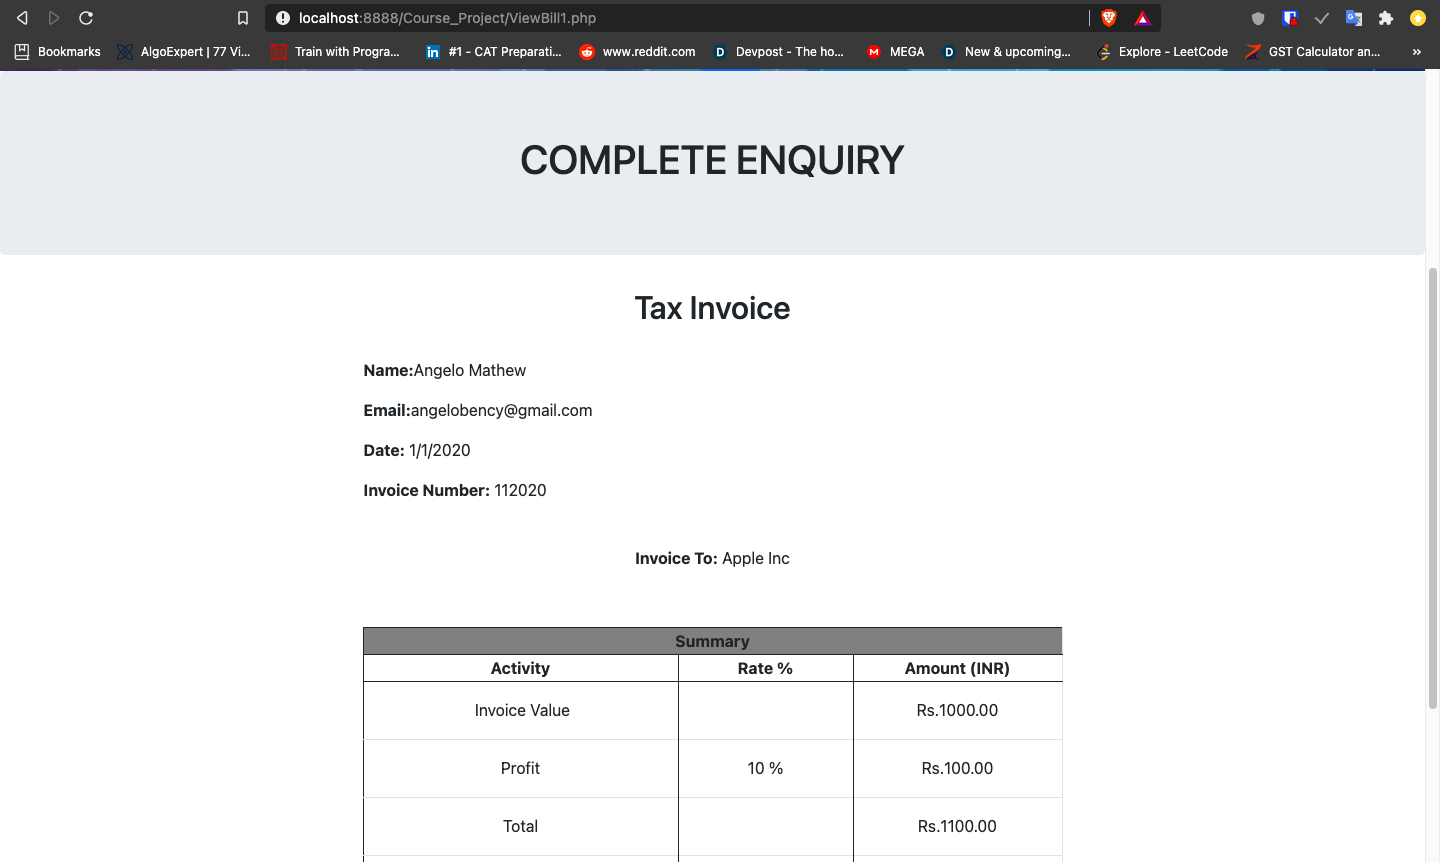 localhost:8888/Course_Project/ViewBill1.php
Bookmarks AlgoExpert | 77 Vi... Train with Progra... in #1 - CAT Preparati... www.reddit.com D Devpost - The ho... M MEGA D New & upcoming... Explore - LeetCode GST Calculator an... »
COMPLETE ENQUIRY
Tax Invoice
Name:Angelo Mathew
Email:angelobency@gmail.com
Date: 1/1/2020
Invoice Number: 112020
Invoice To: Apple Inc
Summary
Activity Rate % Amount (INR)
Invoice Value Rs.1000.00
Profit 10 % Rs.100.00
Total Rs.1100.00